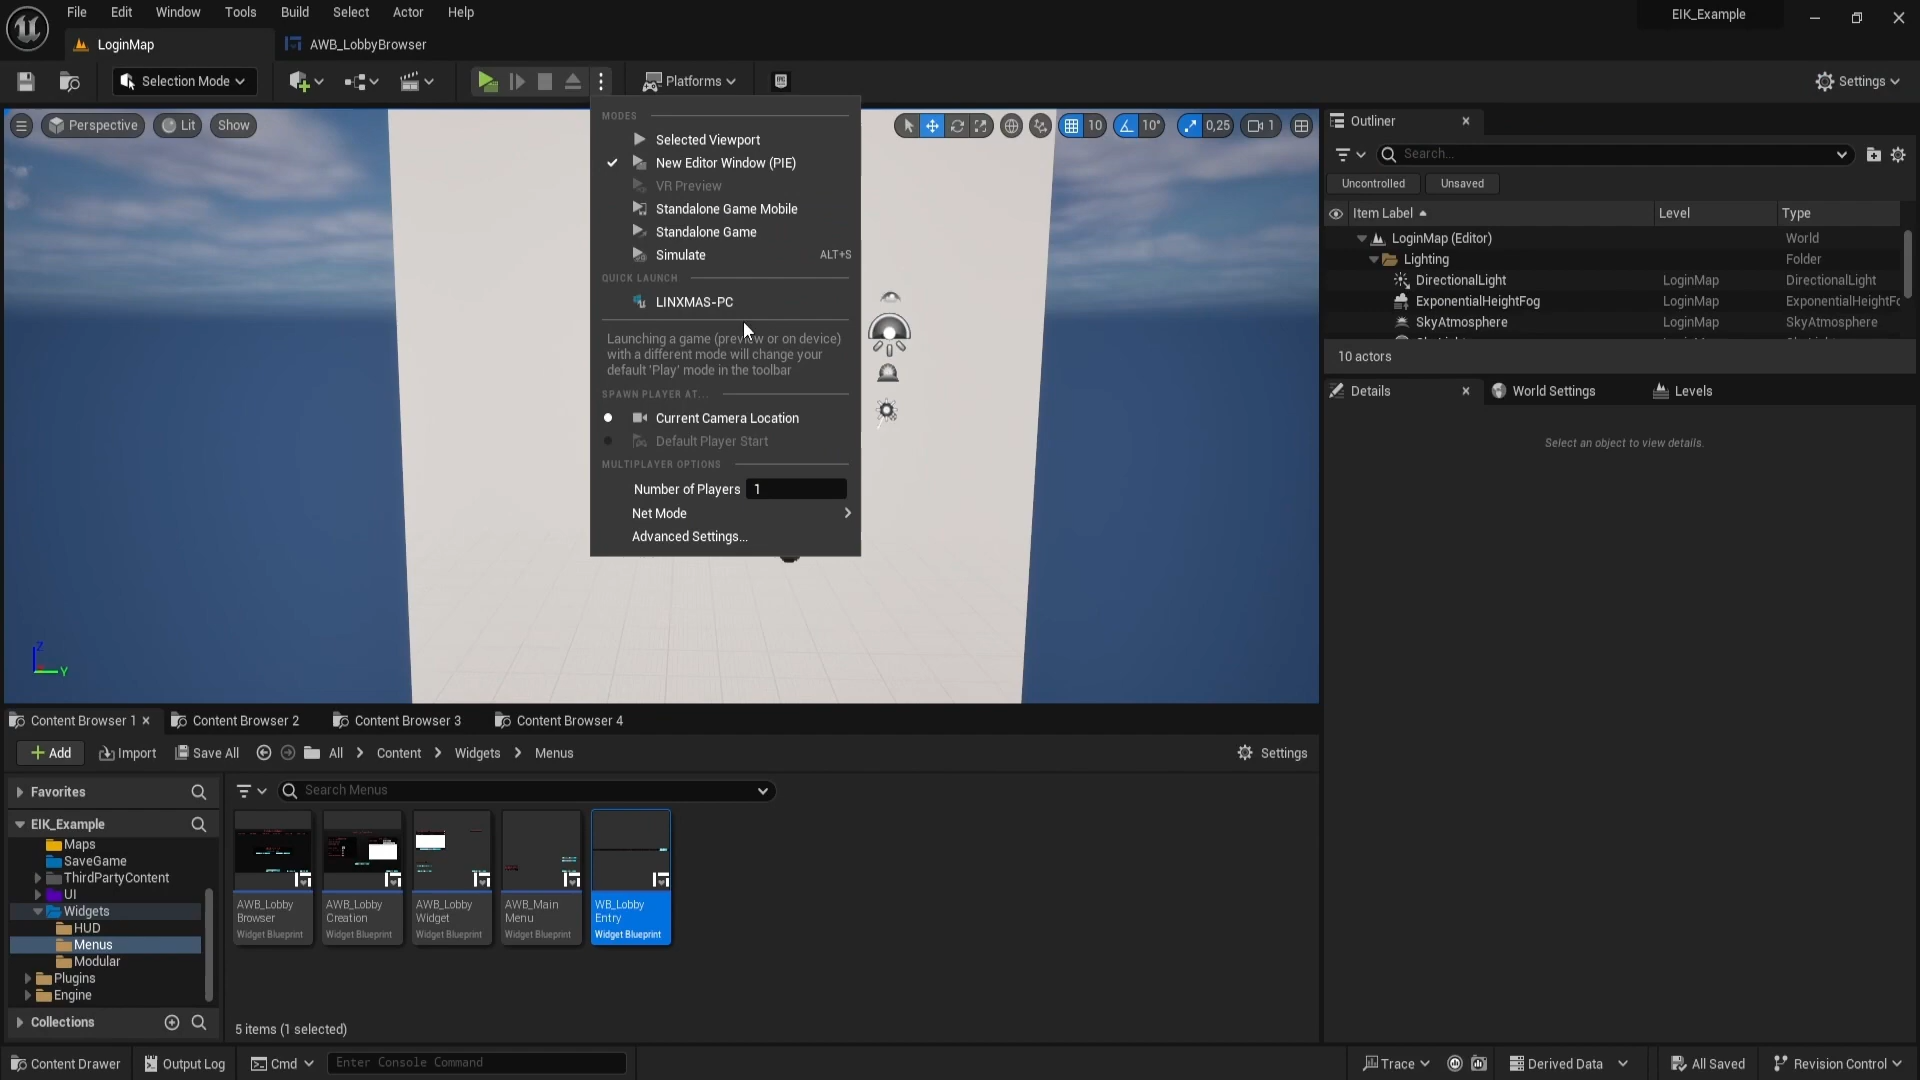 File Edit Window Tools Build Select Actor Help
EIK_Example
LoginMap
AWB_LobbyBrowser
Selection Mode
Platforms
Settings
Perspective
Lit
Show
10
10°
0,25
1
MODES
Selected Viewport
New Editor Window (PIE)
VR Preview
Standalone Game Mobile
Standalone Game
Simulate ALT+S
QUICK LAUNCH
LINXMAS-PC
Launching a game (preview or on device)
with a different mode will change your
default 'Play' mode in the toolbar
SPAWN PLAYER AT...
Current Camera Location
Default Player Start
MULTIPLAYER OPTIONS
Number of Players 1
Net Mode
Advanced Settings...
Z
Y
Outliner
Search...
Uncontrolled Unsaved
Item Label Level Type
LoginMap (Editor) World
Lighting Folder
DirectionalLight LoginMap DirectionalLight
ExponentialHeightFog LoginMap ExponentialHeightFo
SkyAtmosphere LoginMap SkyAtmosphere
10 actors
Details World Settings Levels
Select an object to view details.
Content Browser 1 Content Browser 2 Content Browser 3 Content Browser 4
Add Import Save All All Content Widgets Menus Settings
Favorites
Search Menus
EIK_Example
Maps
SaveGame
ThirdPartyContent
UI
Widgets
HUD
Menus
Modular
Plugins
Engine
Collections
AWB_Lobby
Browser
Widget Blueprint
AWB_Lobby
Creation
Widget Blueprint
AWB_Lobby
Widget
Widget Blueprint
AWB_Main
Menu
Widget Blueprint
WB_Lobby
Entry
Widget Blueprint
5 items (1 selected)
Content Drawer Output Log Cmd Enter Console Command Trace Derived Data All Saved Revision Control